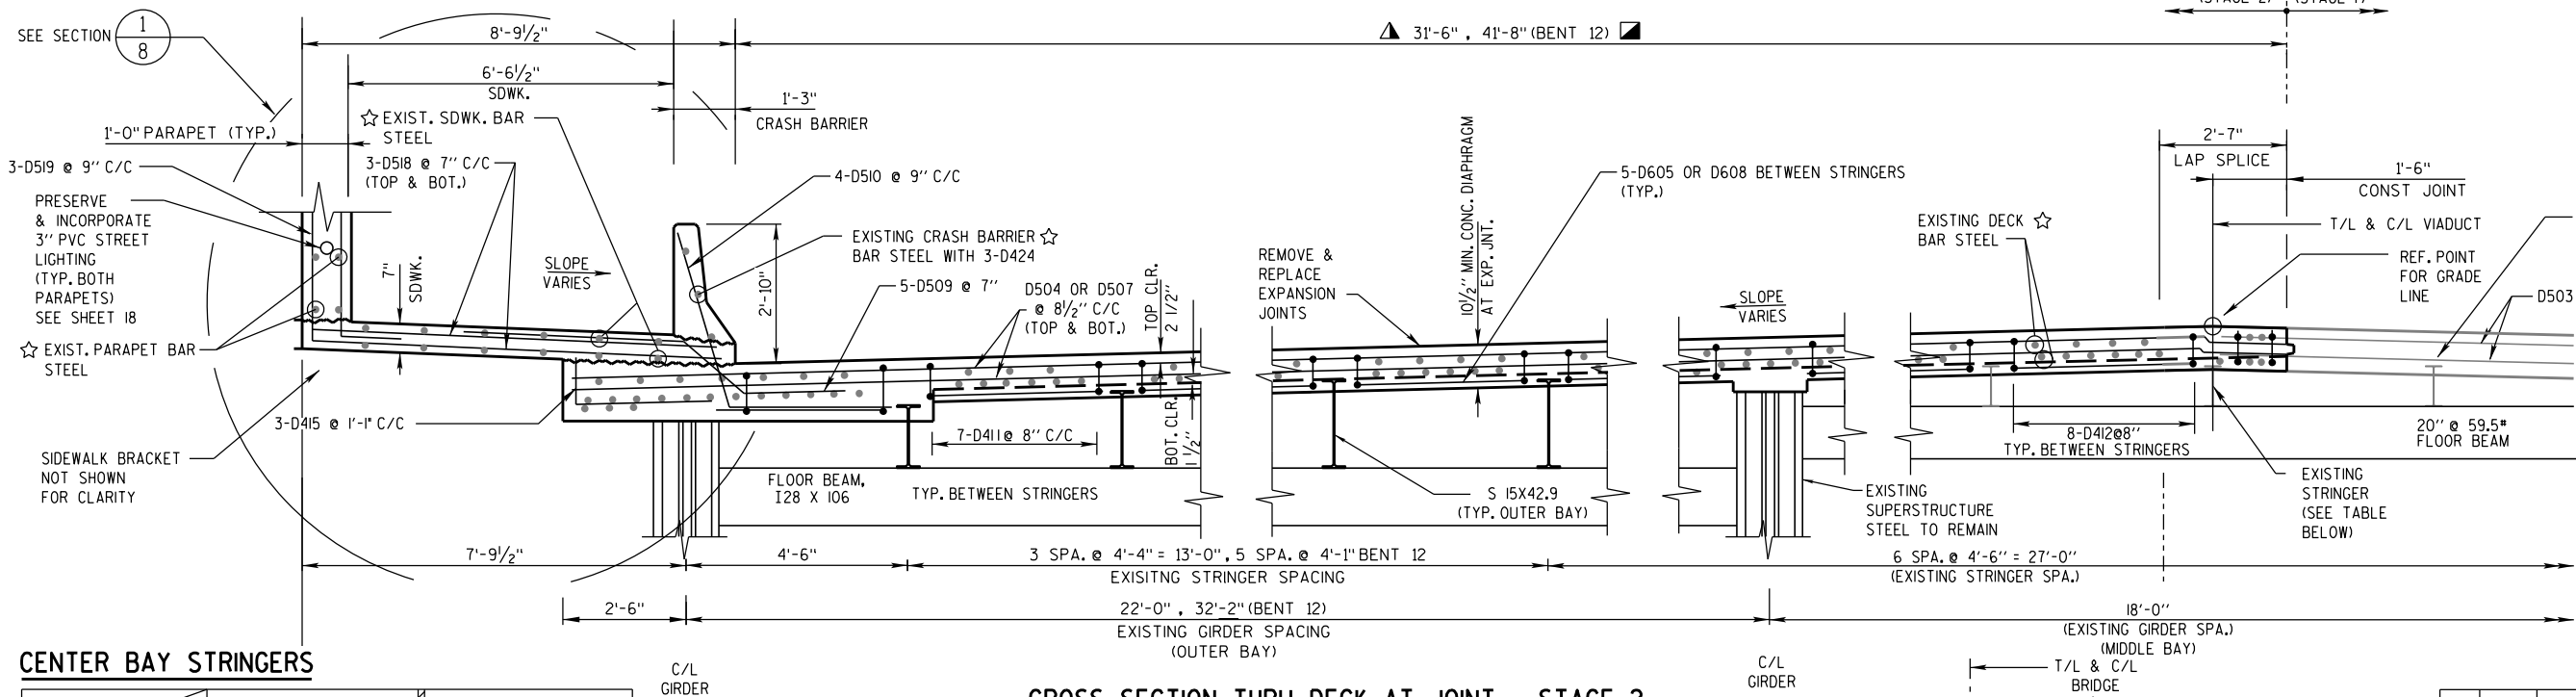 SEE SECTION
1
8
8'-9½"
31'-6" , 41'-8" (BENT 12)
6'-6½"
SDWK.
1'-3"
CRASH BARRIER
1'-0" PARAPET (TYP.)
EXIST. SDWK. BAR
STEEL
3-D519 @ 9" C/C
3-D518 @ 7" C/C
(TOP & BOT.)
4-D510 @ 9" C/C
PRESERVE
& INCORPORATE
3" PVC STREET
LIGHTING
(TYP. BOTH
PARAPETS)
SEE SHEET 18
7"
SDWK.
SLOPE
VARIES
2'-10"
EXISTING CRASH BARRIER
BAR STEEL WITH 3-D424
5-D509 @ 7"
D504 OR D507
@ 8½" C/C
(TOP & BOT.)
TOP CLR.
2 1/2"
BOT. CLR.
1 ½"
REMOVE &
REPLACE
EXPANSION
JOINTS
10½" MIN. CONC. DIAPHRAGM
AT EXP. JNT.
5-D605 OR D608 BETWEEN STRINGERS
(TYP.)
SLOPE
VARIES
EXISTING DECK
BAR STEEL
2'-7"
LAP SPLICE
1'-6"
CONST JOINT
T/L & C/L VIADUCT
REF. POINT
FOR GRADE
LINE
D503
EXIST. PARAPET BAR
STEEL
3-D415 @ 1'-1" C/C
SIDEWALK BRACKET
NOT SHOWN
FOR CLARITY
7-D411@ 8" C/C
FLOOR BEAM,
I28 X 106
TYP. BETWEEN STRINGERS
S 15X42.9
(TYP. OUTER BAY)
EXISTING
SUPERSTRUCTURE
STEEL TO REMAIN
8-D412@8"
TYP. BETWEEN STRINGERS
20" @ 59.5#
FLOOR BEAM
EXISTING
STRINGER
(SEE TABLE
BELOW)
7'-9½"
4'-6"
3 SPA. @ 4'-4" = 13'-0", 5 SPA. @ 4'-1" BENT 12
EXISITNG STRINGER SPACING
6 SPA. @ 4'-6" = 27'-0"
(EXISTING STRINGER SPA.)
2'-6"
22'-0" , 32'-2" (BENT 12)
EXISTING GIRDER SPACING
(OUTER BAY)
18'-0"
(EXISTING GIRDER SPA.)
(MIDDLE BAY)
CENTER BAY STRINGERS
C/L
GIRDER
C/L
GIRDER
T/L & C/L
BRIDGE
CROSS SECTION THRU DECK AT JOINT - STAGE 2